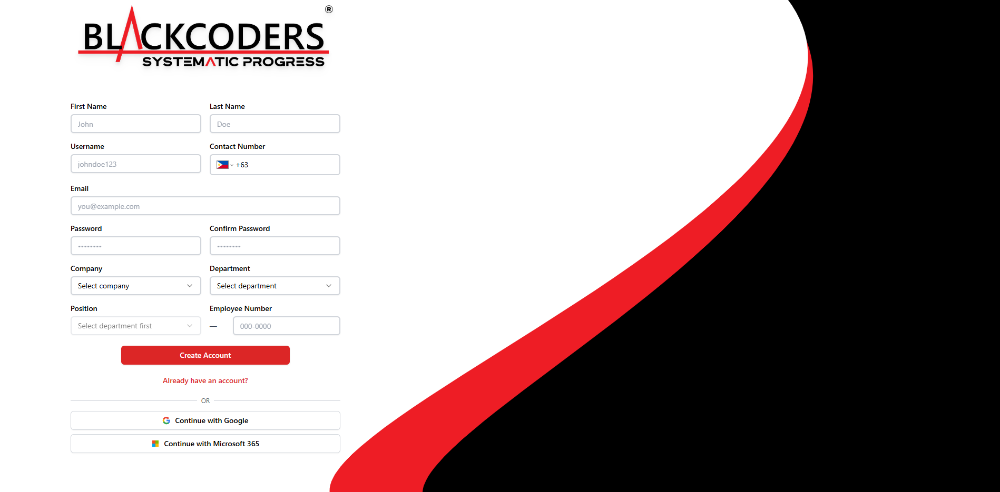 BLACKCODERS®
SYSTEMATIC PROGRESS
First Name
Last Name
John
Doe
Username
Contact Number
johndoe123
+63
Email
you@example.com
Password
Confirm Password
••••••••
••••••••
Company
Department
Select company
Select department
Position
Employee Number
Select department first
—
000-0000
Create Account
Already have an account?
OR
Continue with Google
Continue with Microsoft 365